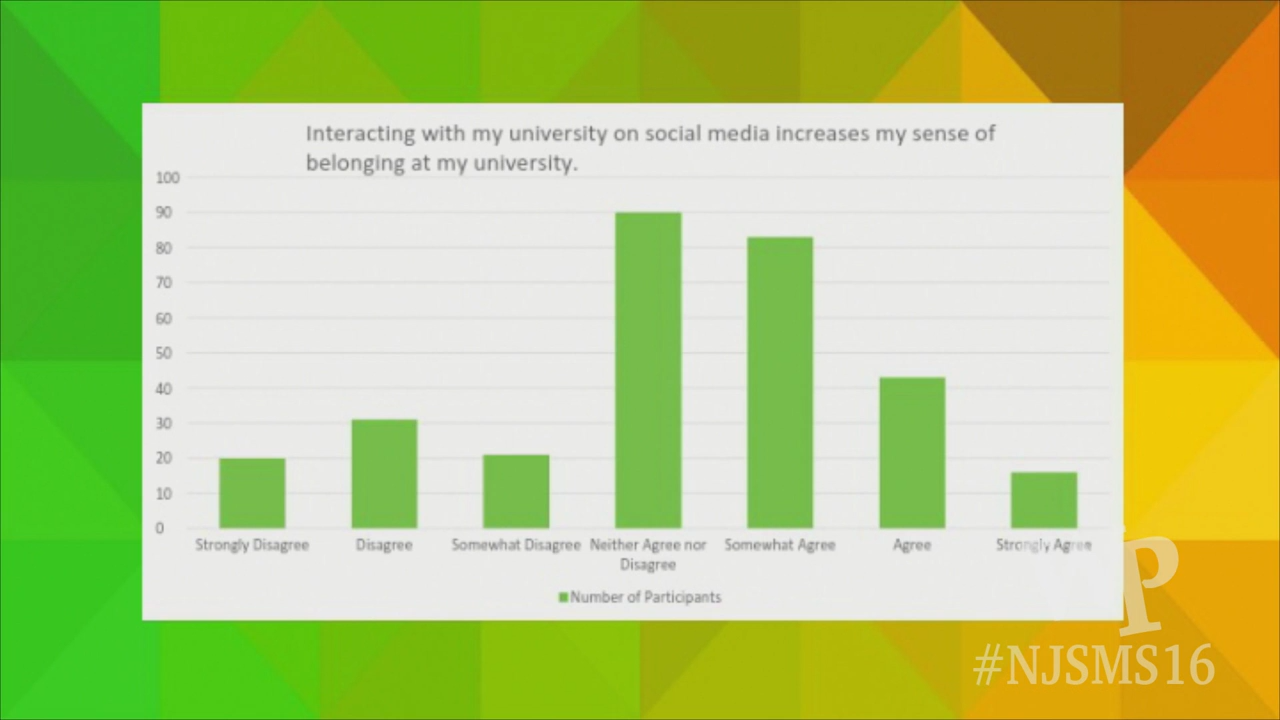 Interacting with my university on social media increases my sense of
belonging at my university.
100
90
80
70
60
50
40
30
20
10
0
Strongly Disagree
Disagree
Somewhat Disagree
Neither Agree nor
Disagree
Somewhat Agree
Agree
Strongly Agree
Number of Participants
P
#NJSMS16